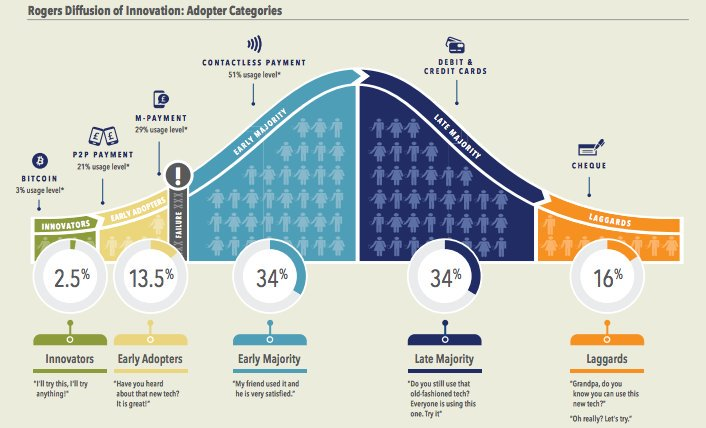 Rogers Diffusion of Innovation: Adopter Categories
CONTACTLESS PAYMENT
51% usage level*
DEBIT &
CREDIT CARDS
M-PAYMENT
29% usage level*
P2P PAYMENT
21% usage level*
BITCOIN
3% usage level*
CHEQUE
INNOVATORS
EARLY ADOPTERS
FAILURE
EARLY MAJORITY
LATE MAJORITY
LAGGARDS
2.5%
13.5%
34%
34%
16%
Innovators
"I'll try this, I'll try
anything!"
Early Adopters
"Have you heard
about that new tech?
It is great!"
Early Majority
"My friend used it and
he is very satisfied."
Late Majority
"Do you still use that
old-fashioned tech?
Everyone is using this
one. Try it"
Laggards
"Grandpa, do you
know you can use this
new tech?"
"Oh really? Let's try."